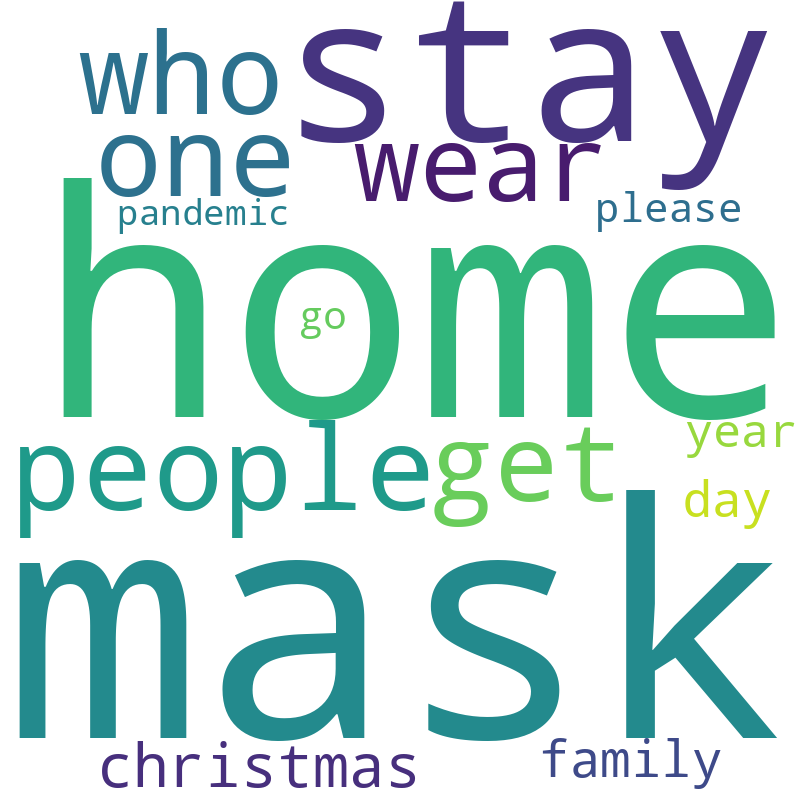 who stay
one wear
pandemic please
home
go
people get year
day
mask
christmas family